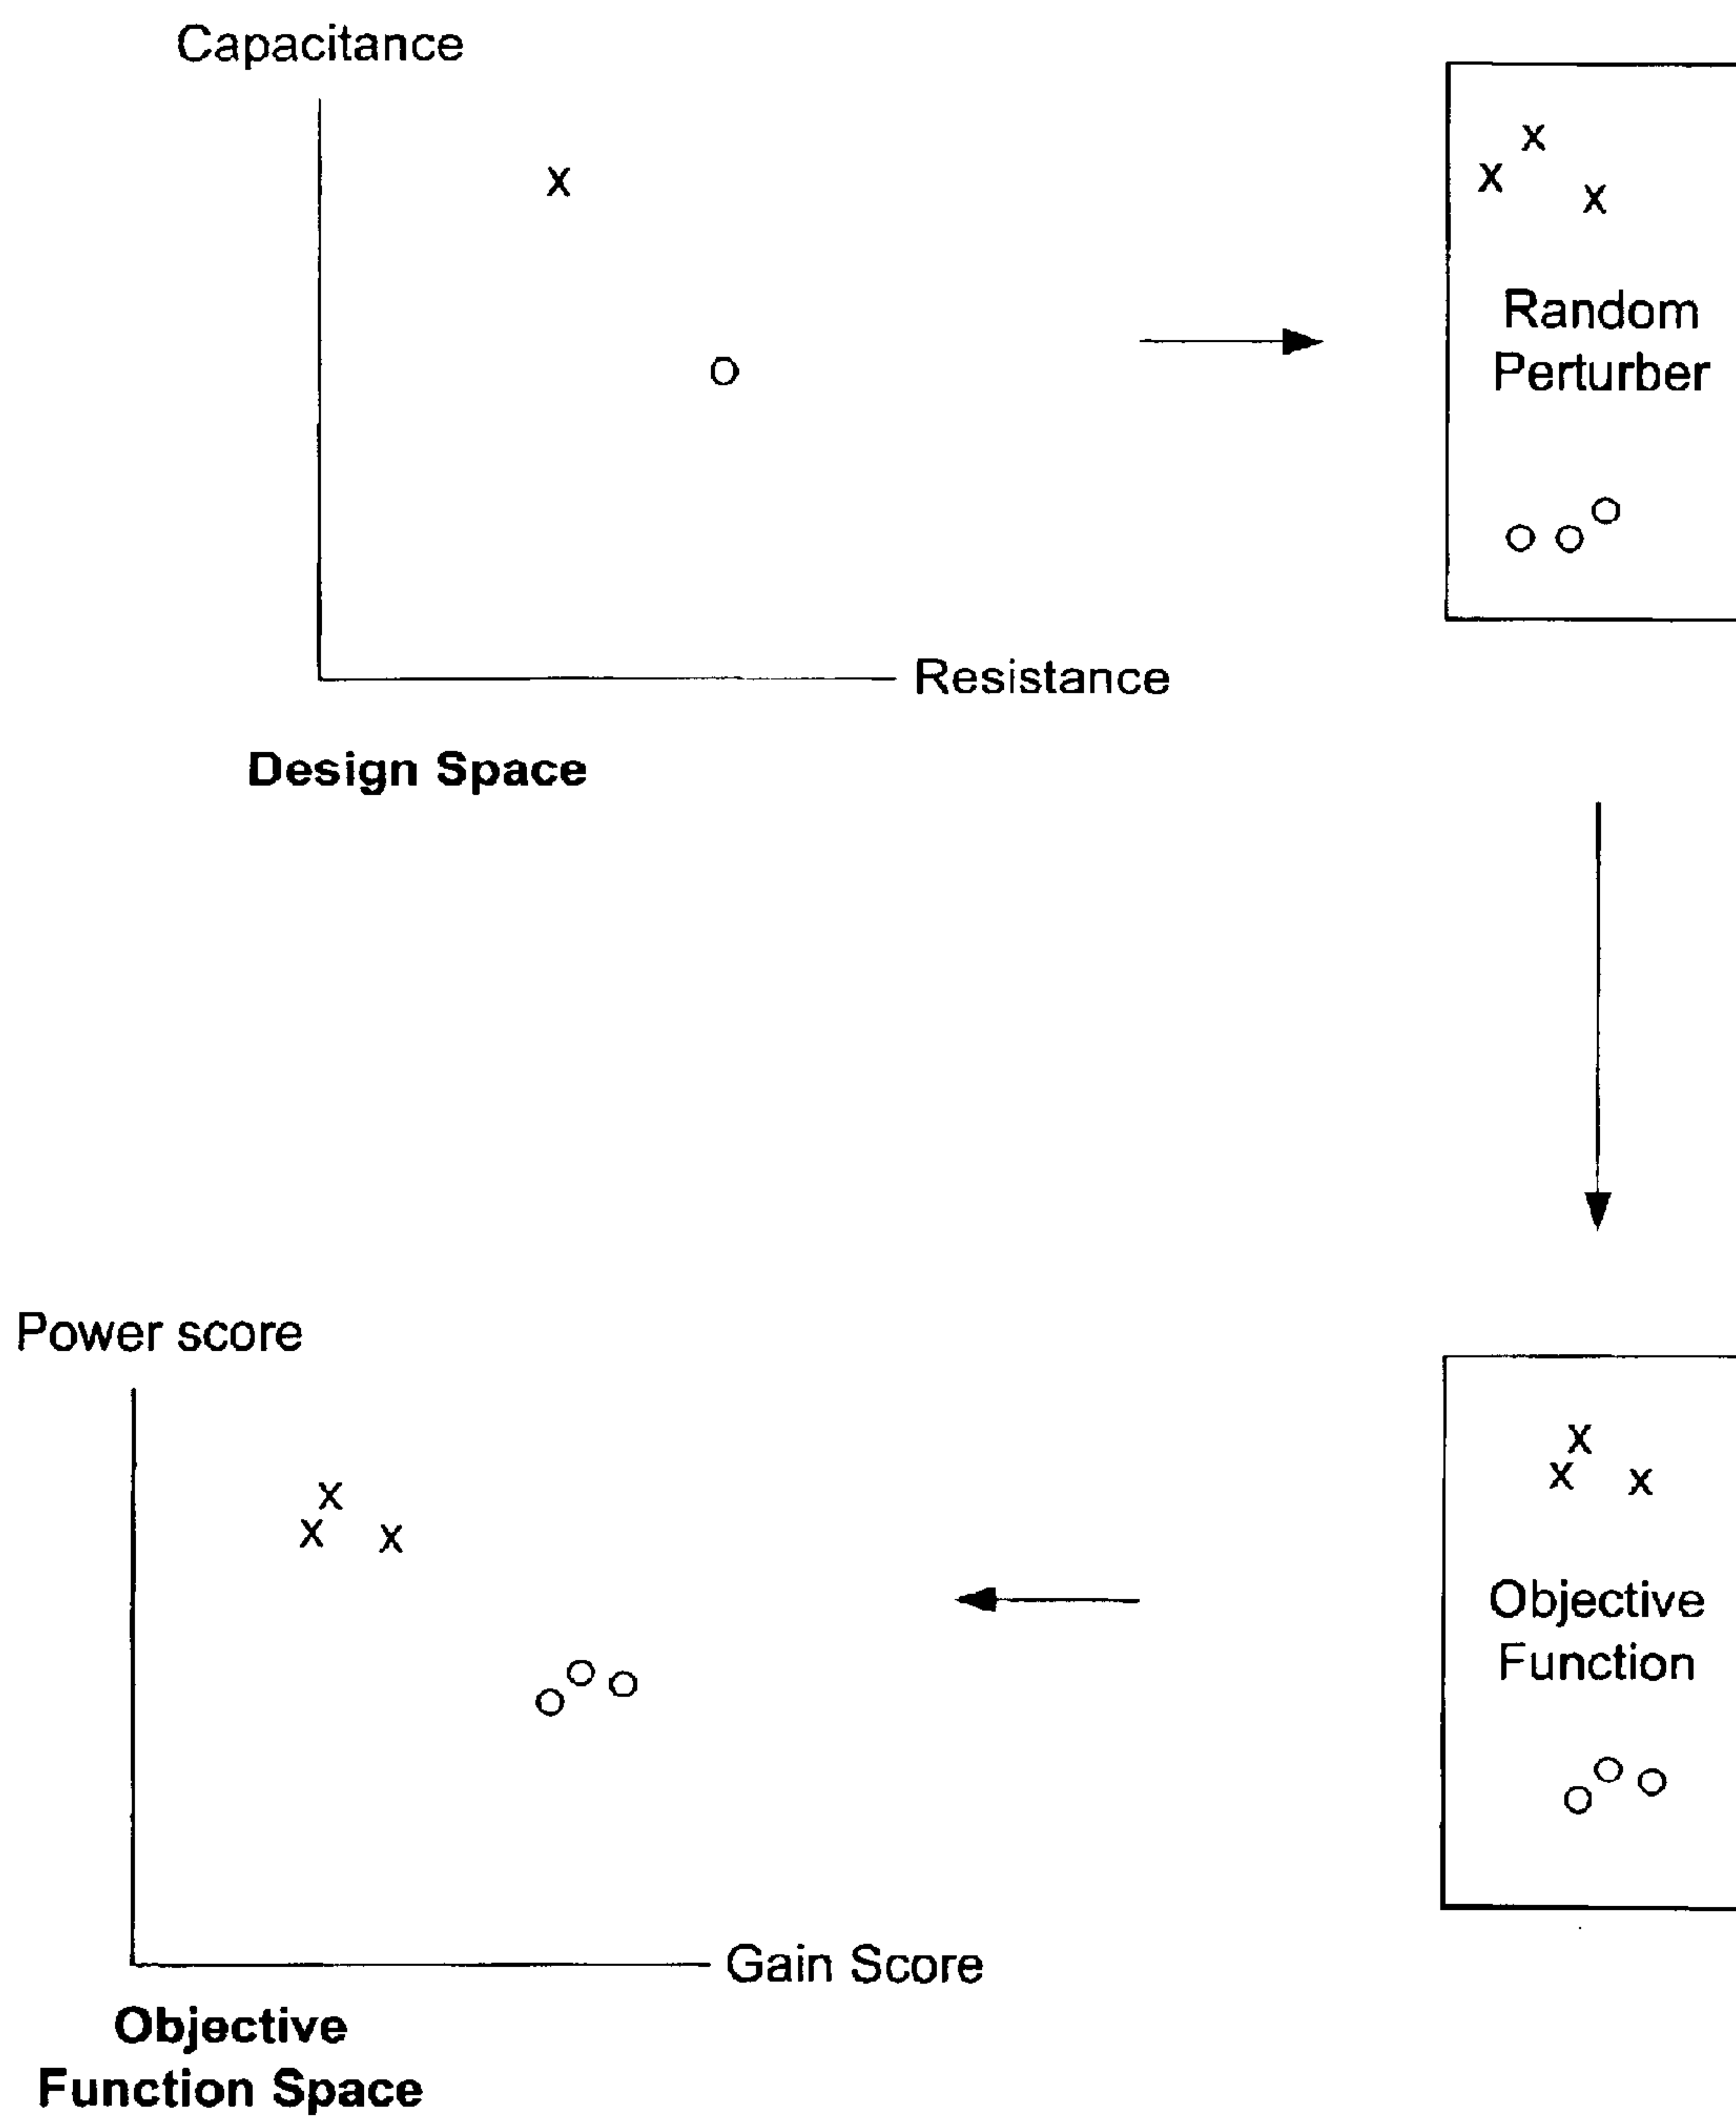 Capacitance
x
x
x
x
Random
Perturber
o
o
o
o
Resistance
Design Space
Power score
x
x
x
x
x
x
Objective
Function
o
o
o
o
o
o
Gain Score
Objective
Function Space